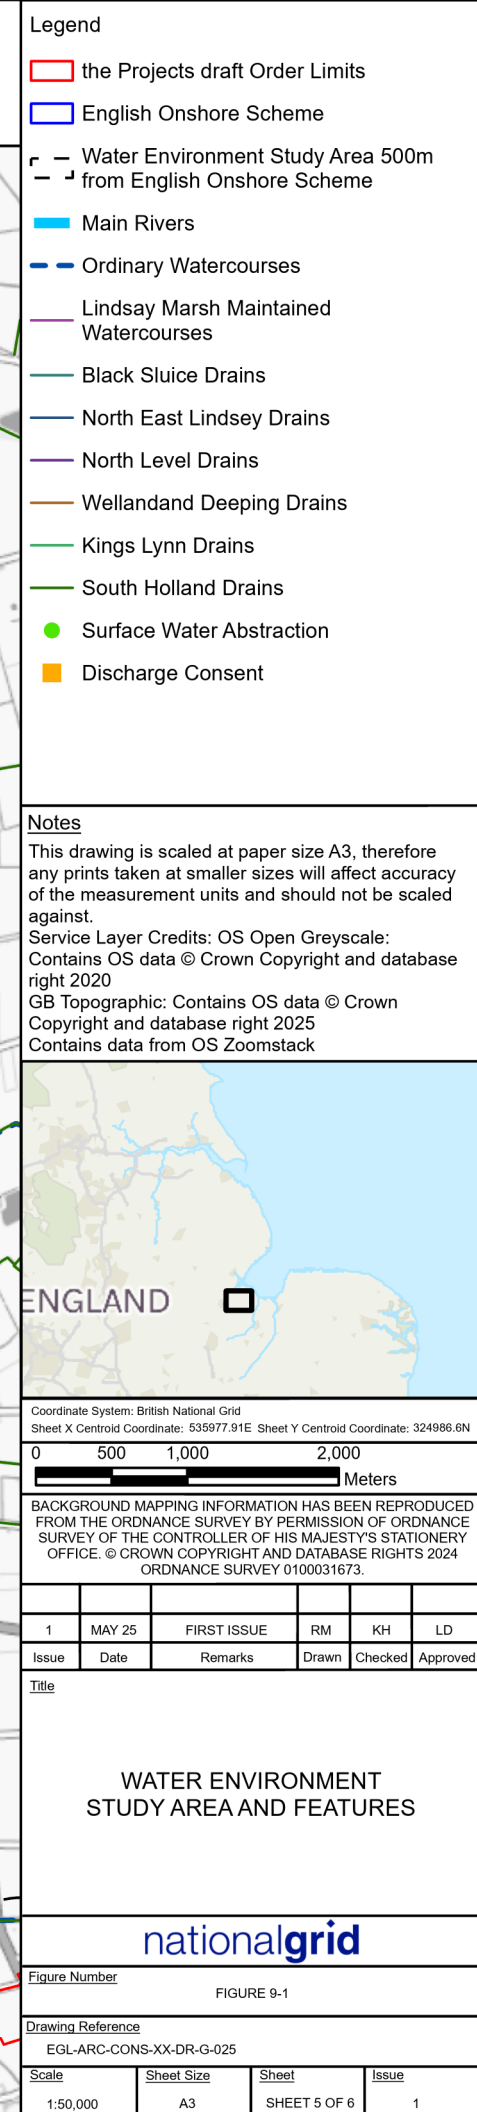 Legend
the Projects draft Order Limits
English Onshore Scheme
Water Environment Study Area 500m
from English Onshore Scheme
Main Rivers
Ordinary Watercourses
Lindsay Marsh Maintained
Watercourses
Black Sluice Drains
North East Lindsey Drains
North Level Drains
Wellandand Deeping Drains
Kings Lynn Drains
South Holland Drains
Surface Water Abstraction
Discharge Consent
Notes
This drawing is scaled at paper size A3, therefore
any prints taken at smaller sizes will affect accuracy
of the measurement units and should not be scaled
against.
Service Layer Credits: OS Open Greyscale:
Contains OS data © Crown Copyright and database
right 2020
GB Topographic: Contains OS data © Crown
Copyright and database right 2025
Contains data from OS Zoomstack
ENGLAND
Coordinate System: British National Grid
Sheet X Centroid Coordinate: 535977.91E Sheet Y Centroid Coordinate: 324986.6N
0 500 1,000 2,000
Meters
BACKGROUND MAPPING INFORMATION HAS BEEN REPRODUCED
FROM THE ORDNANCE SURVEY BY PERMISSION OF ORDNANCE
SURVEY OF THE CONTROLLER OF HIS MAJESTY'S STATIONERY
OFFICE. © CROWN COPYRIGHT AND DATABASE RIGHTS 2024
ORDNANCE SURVEY 0100031673.
1 MAY 25 FIRST ISSUE RM KH LD
Issue Date Remarks Drawn Checked Approved
Title
WATER ENVIRONMENT
STUDY AREA AND FEATURES
nationalgrid
Figure Number
FIGURE 9-1
Drawing Reference
EGL-ARC-CONS-XX-DR-G-025
Scale Sheet Size Sheet Issue
1:50,000 A3 SHEET 5 OF 6 1